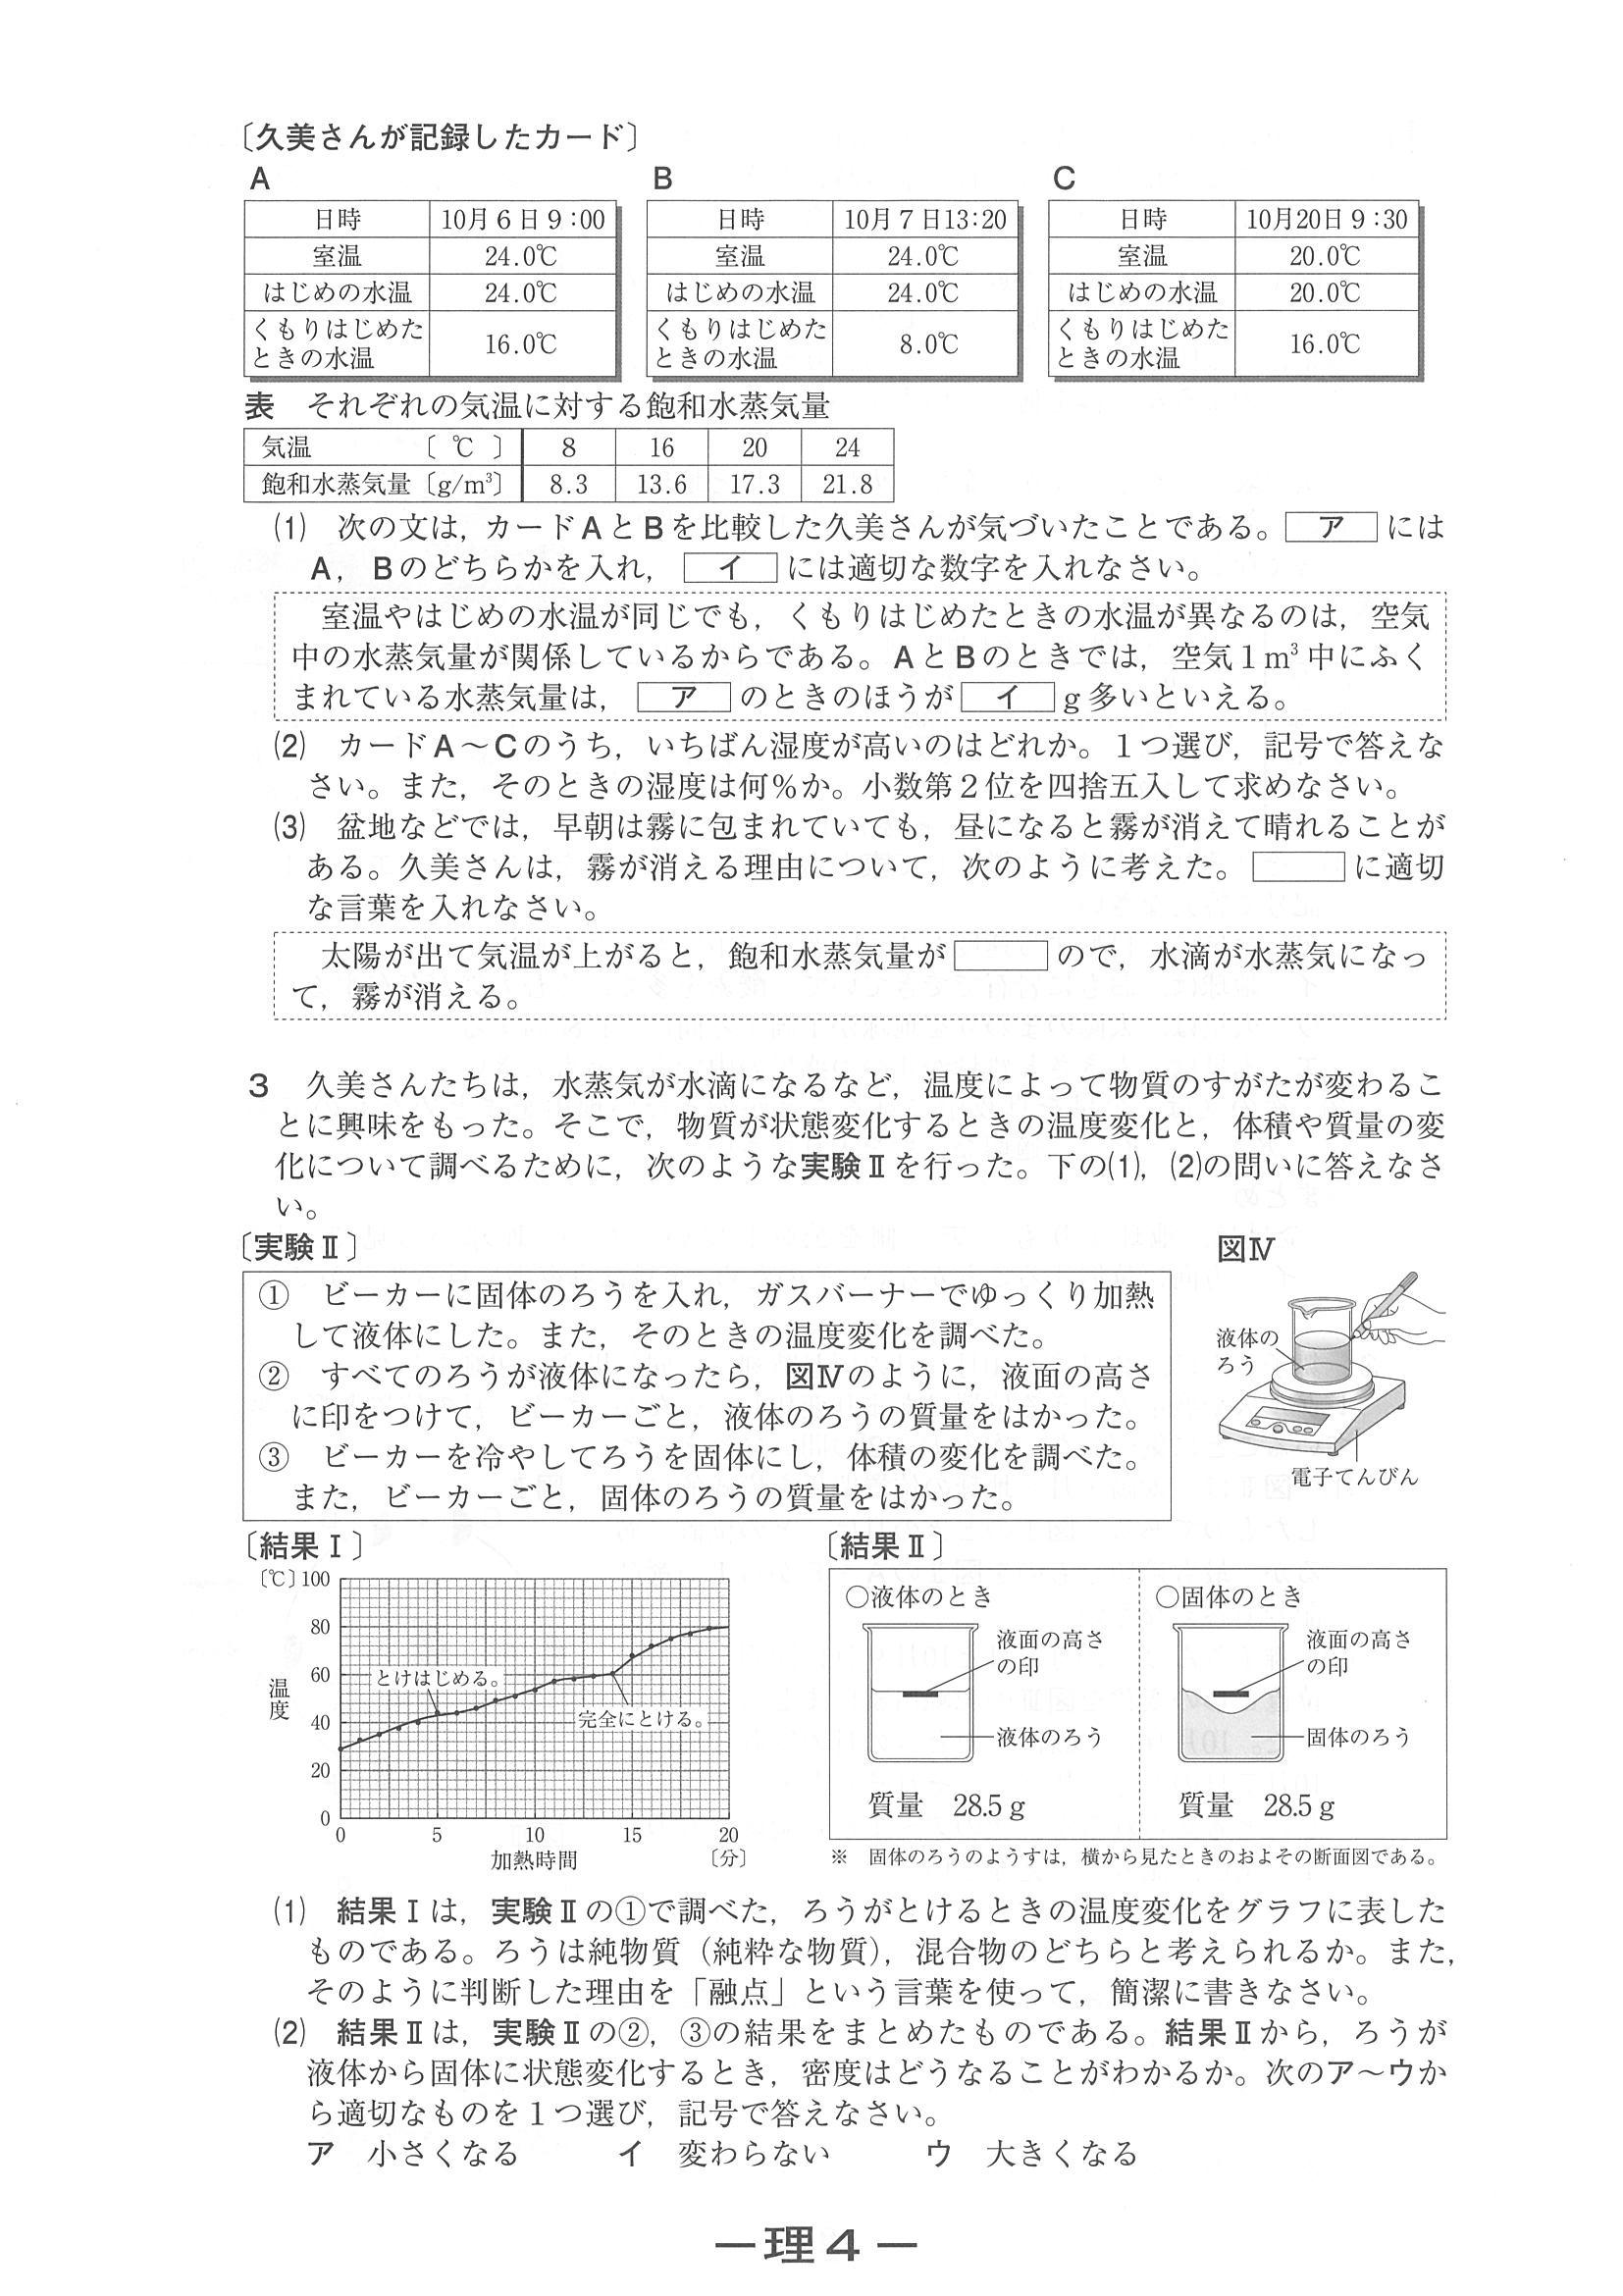 〔久美さんが記録したカード〕
A
日時 10月6日9:00
室温 24.0℃
はじめの水温 24.0℃
くもりはじめた
ときの水温 16.0℃
B
日時 10月7日13:20
室温 24.0℃
はじめの水温 24.0℃
くもりはじめた
ときの水温 8.0℃
C
日時 10月20日9:30
室温 20.0℃
はじめの水温 20.0℃
くもりはじめた
ときの水温 16.0℃
表 それぞれの気温に対する飽和水蒸気量
気温 〔℃〕 8 16 20 24
飽和水蒸気量〔g/m³〕 8.3 13.6 17.3 21.8
(1) 次の文は，カードAとBを比較した久美さんが気づいたことである。 ア には
A，Bのどちらかを入れ， イ には適切な数字を入れなさい。
室温やはじめの水温が同じでも，くもりはじめたときの水温が異なるのは，空気
中の水蒸気量が関係しているからである。AとBのときでは，空気1m³中にふく
まれている水蒸気量は， ア のときのほうが イ g多いといえる。
(2) カードA～Cのうち，いちばん湿度が高いのはどれか。1つ選び，記号で答えな
さい。また，そのときの湿度は何％か。小数第2位を四捨五入して求めなさい。
(3) 盆地などでは，早朝は霧に包まれていても，昼になると霧が消えて晴れることが
ある。久美さんは，霧が消える理由について，次のように考えた。 に適切
な言葉を入れなさい。
太陽が出て気温が上がると，飽和水蒸気量が ので，水滴が水蒸気になっ
て，霧が消える。
3 久美さんたちは，水蒸気が水滴になるなど，温度によって物質のすがたが変わるこ
とに興味をもった。そこで，物質が状態変化するときの温度変化と，体積や質量の変
化について調べるために，次のような実験Ⅱを行った。下の(1)，(2)の問いに答えなさ
い。
〔実験Ⅱ〕
① ビーカーに固体のろうを入れ，ガスバーナーでゆっくり加熱
して液体にした。また，そのときの温度変化を調べた。
② すべてのろうが液体になったら，図Ⅳのように，液面の高さ
に印をつけて，ビーカーごと，液体のろうの質量をはかった。
③ ビーカーを冷やしてろうを固体にし，体積の変化を調べた。
また，ビーカーごと，固体のろうの質量をはかった。
図Ⅳ
液体の
ろう
電子てんびん
〔結果Ⅰ〕
〔℃〕100
80
60
40
20
0
温度
とけはじめる。
完全にとける。
0 5 10 15 20
加熱時間 〔分〕
〔結果Ⅱ〕
○液体のとき
液面の高さ
の印
液体のろう
質量 28.5g
○固体のとき
液面の高さ
の印
固体のろう
質量 28.5g
※ 固体のろうのようすは，横から見たときのおよその断面図である。
(1) 結果Ⅰは，実験Ⅱの①で調べた，ろうがとけるときの温度変化をグラフに表した
ものである。ろうは純物質（純粋な物質），混合物のどちらと考えられるか。また，
そのように判断した理由を「融点」という言葉を使って，簡潔に書きなさい。
(2) 結果Ⅱは，実験Ⅱの②，③の結果をまとめたものである。結果Ⅱから，ろうが
液体から固体に状態変化するとき，密度はどうなることがわかるか。次のア～ウか
ら適切なものを1つ選び，記号で答えなさい。
ア 小さくなる イ 変わらない ウ 大きくなる
―理4―